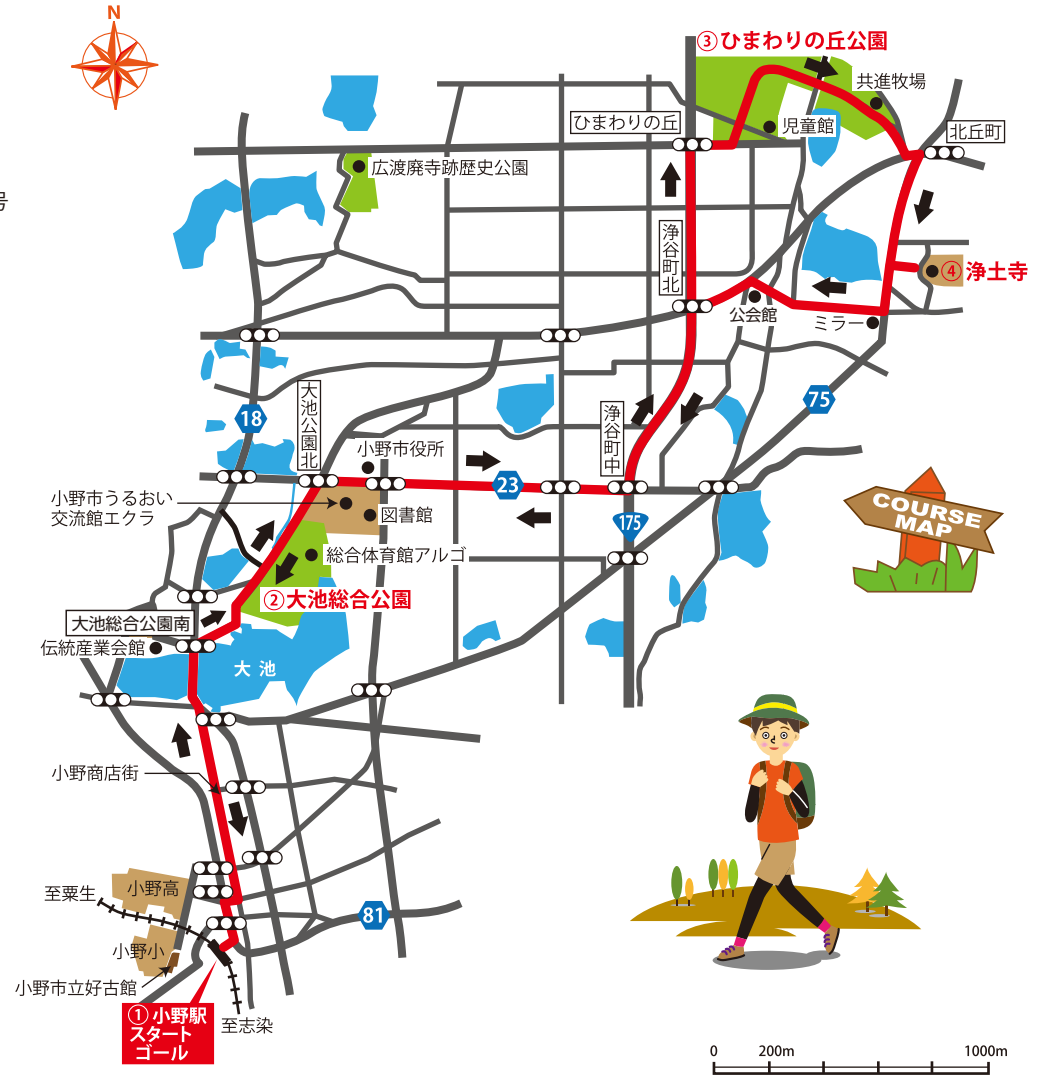 N
③ひまわりの丘公園
共進牧場
ひまわりの丘
児童館
北丘町
広渡廃寺跡歴史公園
号
浄谷町北
④浄土寺
公会館
ミラー
大池公園北
18
75
浄谷町中
小野市役所
23
小野市うるおい
交流館エクラ
図書館
175
COURSE
MAP
総合体育館アルゴ
②大池総合公園
大池総合公園南
伝統産業会館
大池
小野商店街
小野高
至粟生
81
小野小
小野市立好古館
①小野駅
スタート
ゴール
至志染
0 200m 1000m